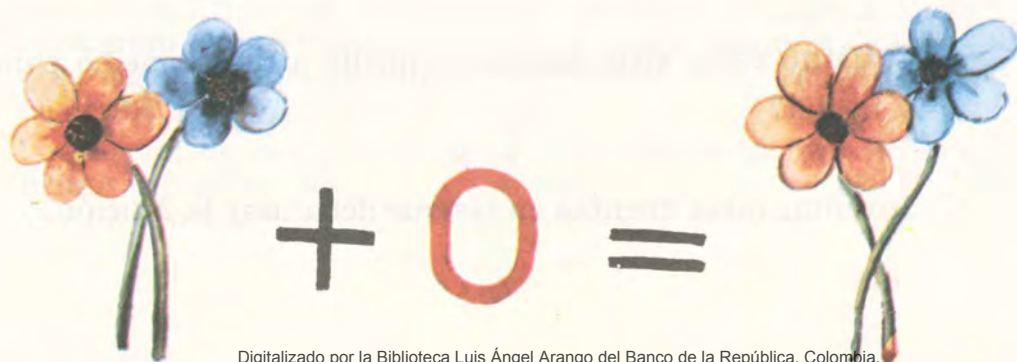 + 0 =
Digitalizado por la Biblioteca Luis Ángel Arango del Banco de la República, Colombia.